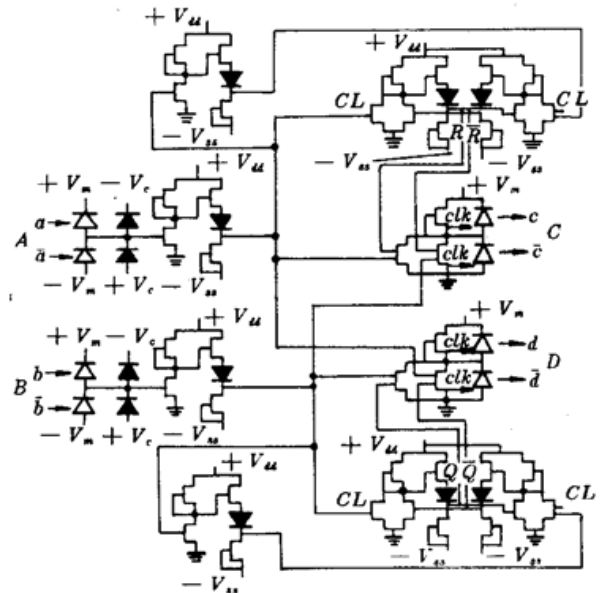 + V_dd
+ V_dd
CL
CL
- V_ss
R R̄
- V_ss
- V_ss
+ V_dd
+ V_m
+ V_m - V_c
a
clk
c
A
C
ā
clk
c̄
- V_m + V_c - V_ss
+ V_dd
+ V_m
+ V_m - V_c
clk
d
b
D
B
clk
d̄
b̄
- V_m + V_c - V_ss
+ V_dd
+ V_dd
Q Q̄
CL
CL
- V_ss
- V_ss
- V_ss